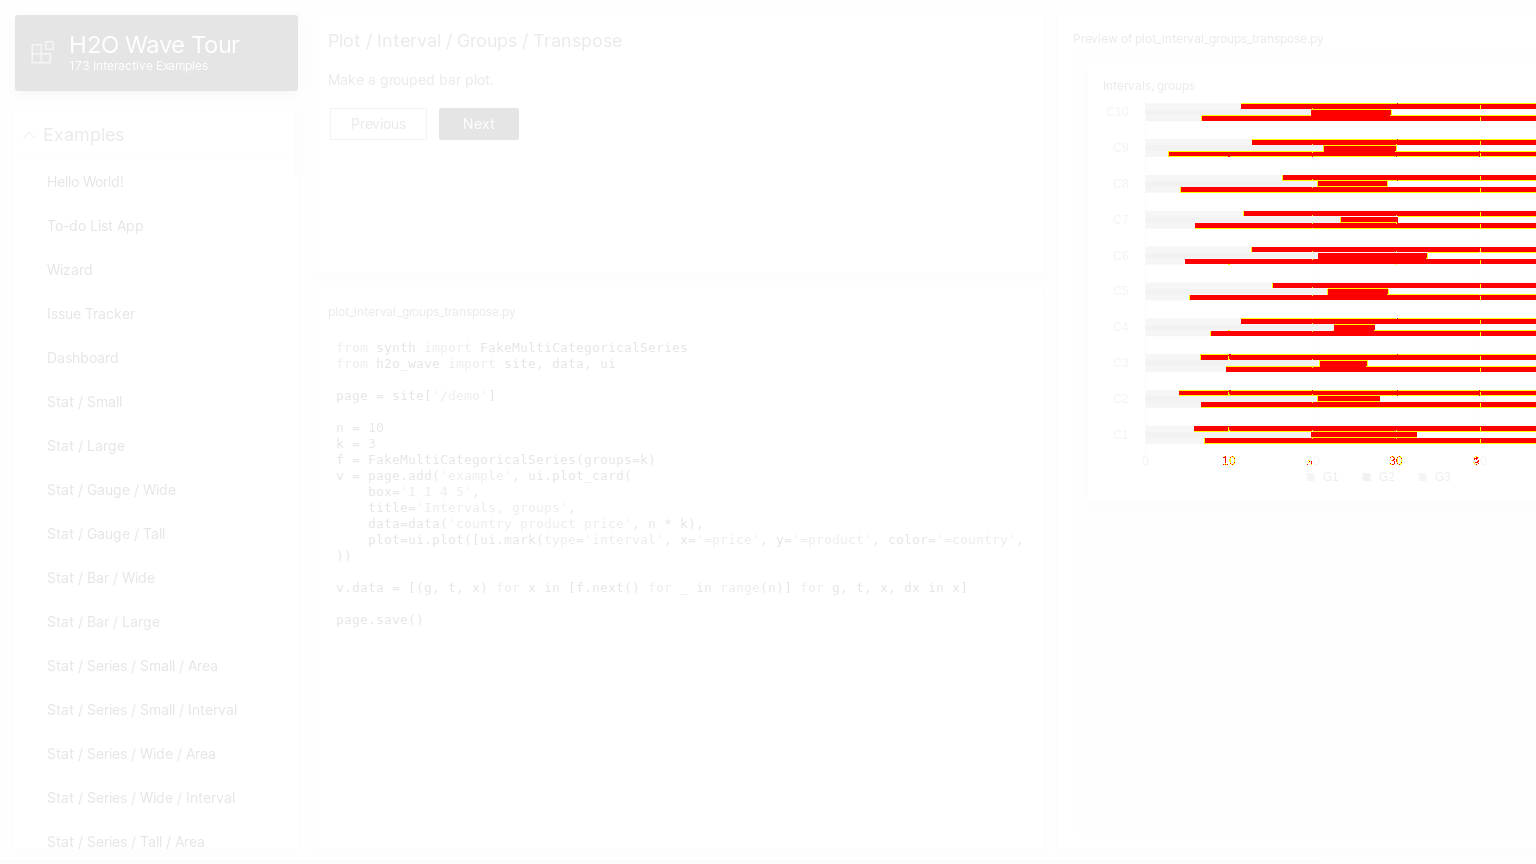 H2O Wave Tour
173 Interactive Examples
Examples
Hello World!
To-do List App
Wizard
Issue Tracker
Dashboard
Stat / Small
Stat / Large
Stat / Gauge / Wide
Stat / Gauge / Tall
Stat / Bar / Wide
Stat / Bar / Large
Stat / Series / Small / Area
Stat / Series / Small / Interval
Stat / Series / Wide / Area
Stat / Series / Wide / Interval
Stat / Series / Tall / Area
Plot / Interval / Groups / Transpose
Make a grouped bar plot.
Previous
Next
plot_interval_groups_transpose.py
from synth import FakeMultiCategoricalSeries
from h2o_wave import site, data, ui
page = site['/demo']
n = 10
k = 3
f = FakeMultiCategoricalSeries(groups=k)
v = page.add('example', ui.plot_card(
box='1 1 4 5',
title='Intervals, groups',
data=data('country product price', n * k),
plot=ui.plot([ui.mark(type='interval', x='=price', y='=product', color='=country',
))
v.data = [(g, t, x) for x in [f.next() for _ in range(n)] for g, t, x, dx in x]
page.save()
Preview of plot_interval_groups_transpose.py
Intervals, groups
C10
C9
C8
C7
C6
C5
C4
C3
C2
C1
0 10 30
G1 G2 G3